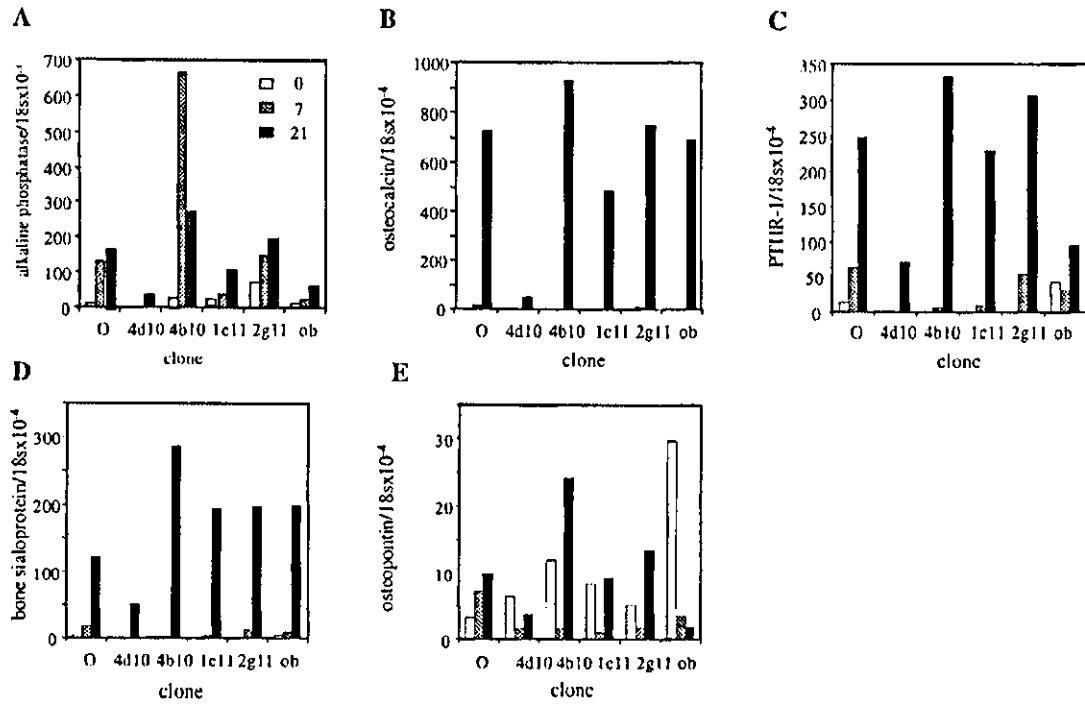 A
alkaline phosphatase/18sx10⁻⁴
700
600
500
400
300
200
100
0
0
7
21
O 4d10 4b10 1c11 2g11 ob
clone
B
osteocalcin/18sx10⁻⁴
1000
800
600
400
200
0
O 4d10 4b10 1c11 2g11 ob
clone
C
PTHR-1/18sx10⁻⁴
350
300
250
200
150
100
50
0
O 4d10 4b10 1c11 2g11 ob
clone
D
bone sialoprotein/18sx10⁻⁴
300
200
100
0
O 4d10 4b10 1c11 2g11 ob
clone
E
osteopontin/18sx10⁻⁴
30
20
10
0
O 4d10 4b10 1c11 2g11 ob
clone